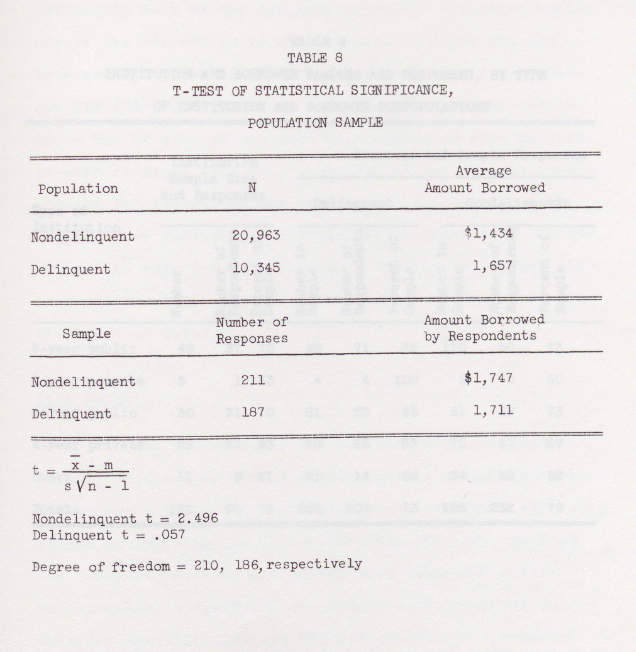 TABLE 8
T-TEST OF STATISTICAL SIGNIFICANCE,
POPULATION SAMPLE
Population N Average Amount Borrowed
Nondelinquent 20,963 $1,434
Delinquent 10,345 1,657
Sample Number of Responses Amount Borrowed by Respondents
Nondelinquent 211 $1,747
Delinquent 187 1,711
t = x̄ - m / s √n - 1
Nondelinquent t = 2.496
Delinquent t = .057
Degree of freedom = 210, 186, respectively